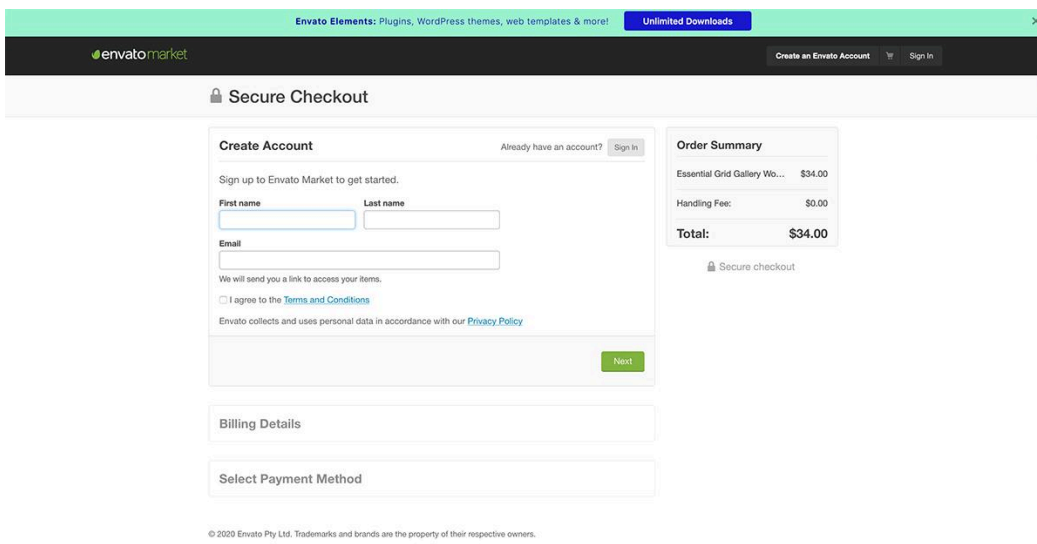 Envato Elements: Plugins, WordPress themes, web templates & more! Unlimited Downloads
envatomarket
Create an Envato Account Sign In
Secure Checkout
Create Account
Already have an account? Sign In
Sign up to Envato Market to get started.
First name Last name
Email
We will send you a link to access your items.
I agree to the Terms and Conditions
Envato collects and uses personal data in accordance with our Privacy Policy
Next
Order Summary
Essential Grid Gallery Wo... $34.00
Handling Fee: $0.00
Total: $34.00
Secure checkout
Billing Details
Select Payment Method
© 2020 Envato Pty Ltd. Trademarks and brands are the property of their respective owners.